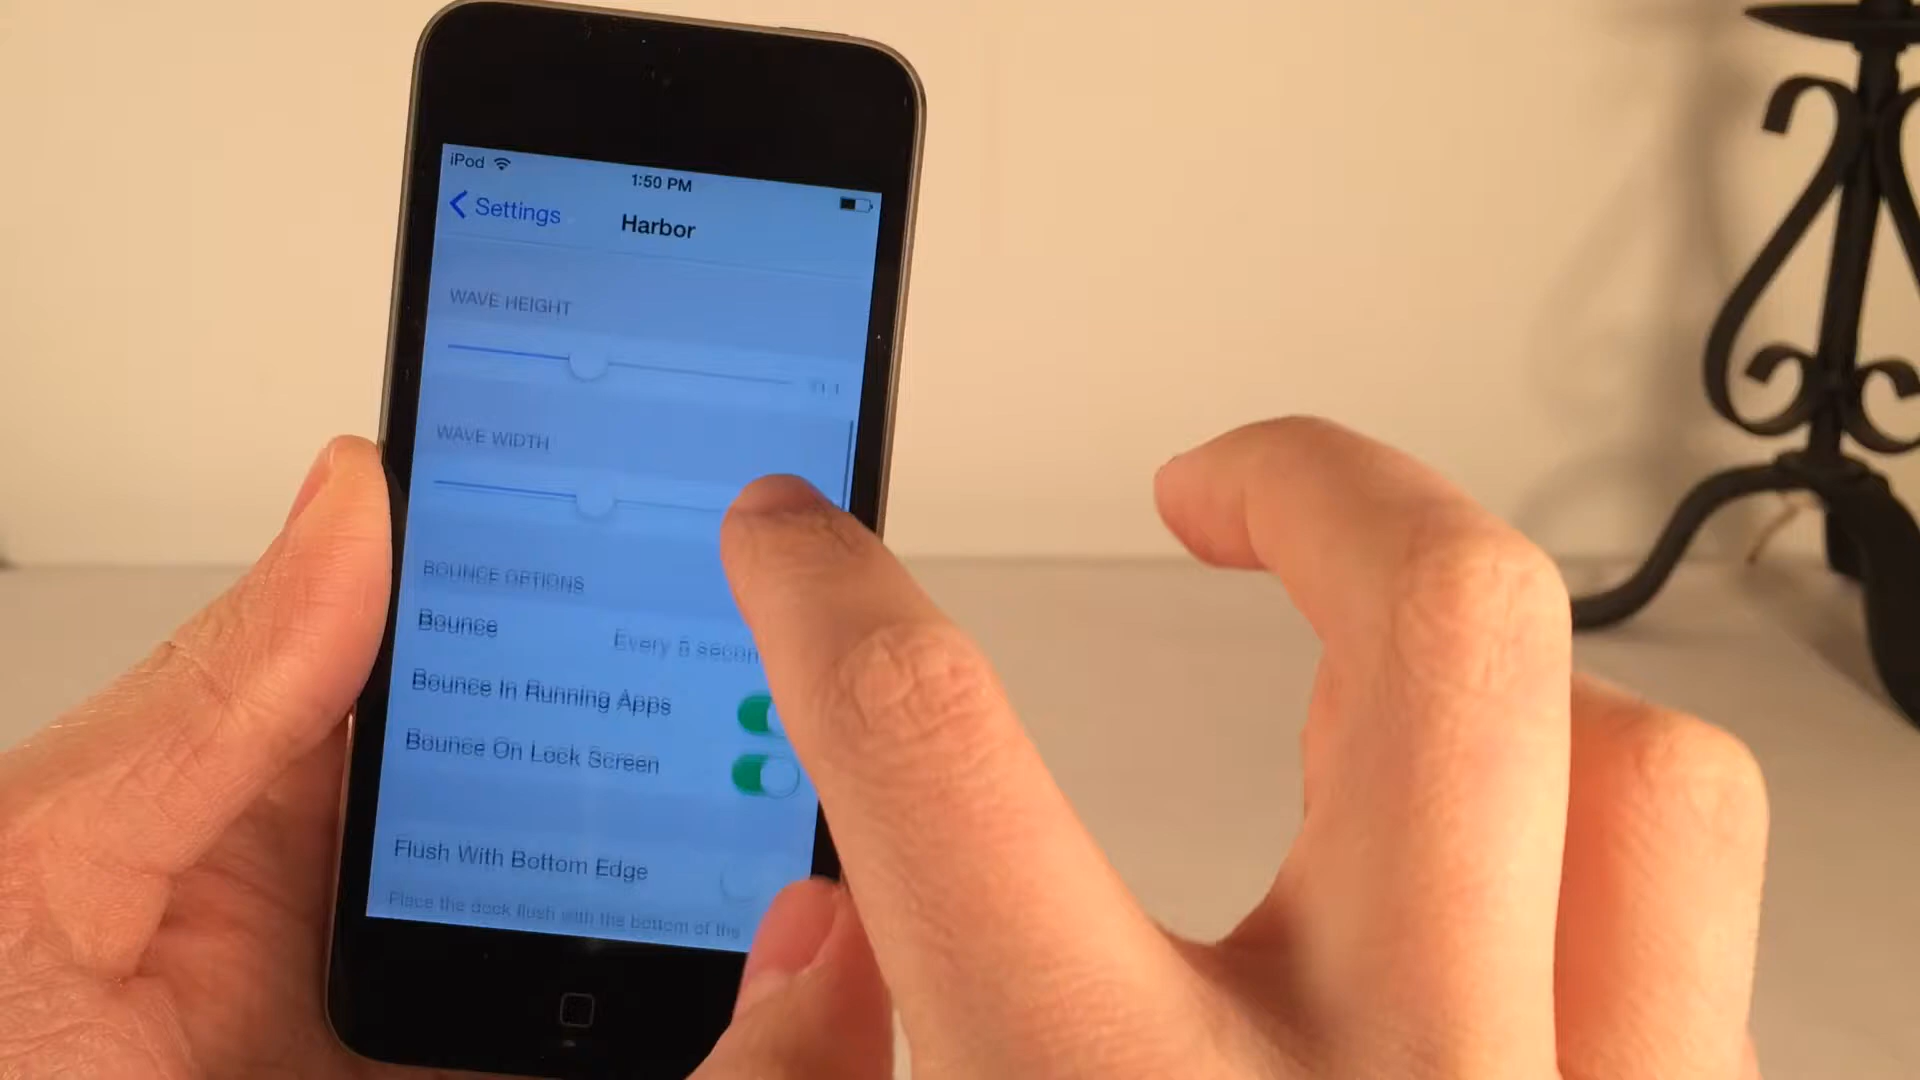 iPod
1:50 PM
Settings
Harbor
WAVE HEIGHT
WAVE WIDTH
BOUNCE OPTIONS
Bounce
Every 5 secon
Bounce In Running Apps
Bounce On Lock Screen
Flush With Bottom Edge
Place the dock flush with the bottom of the